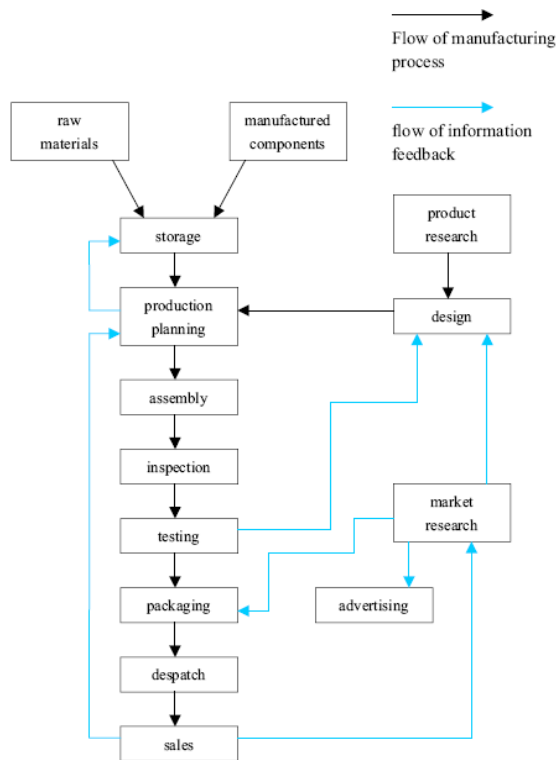 Flow of manufacturing
process
flow of information
feedback
raw
materials
manufactured
components
storage
product
research
production
planning
design
assembly
inspection
market
research
testing
packaging
advertising
despatch
sales